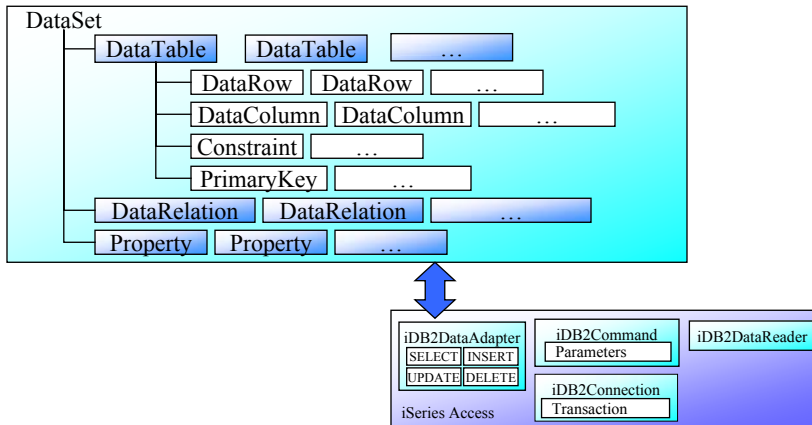 DataSet
DataTable DataTable ...
DataRow DataRow ...
DataColumn DataColumn ...
Constraint ...
PrimaryKey ...
DataRelation DataRelation ...
Property Property ...
iDB2DataAdapter
SELECT INSERT
UPDATE DELETE
iDB2Command
Parameters
iDB2DataReader
iDB2Connection
Transaction
iSeries Access